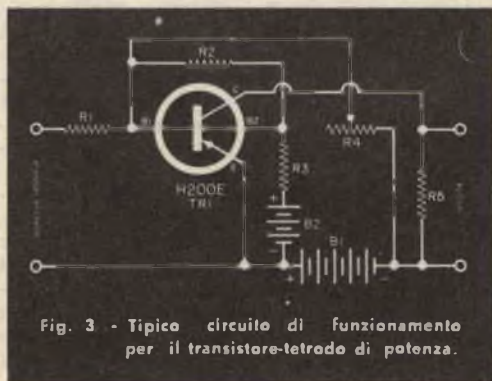 R2
C
R1
B1
B2
R4
E
H200E
TR1
R3
R5
+
B2
-
B1
+
-
Fig. 3 - Tipico circuito di funzionamento
per il transistore-tetrodo di potenza.